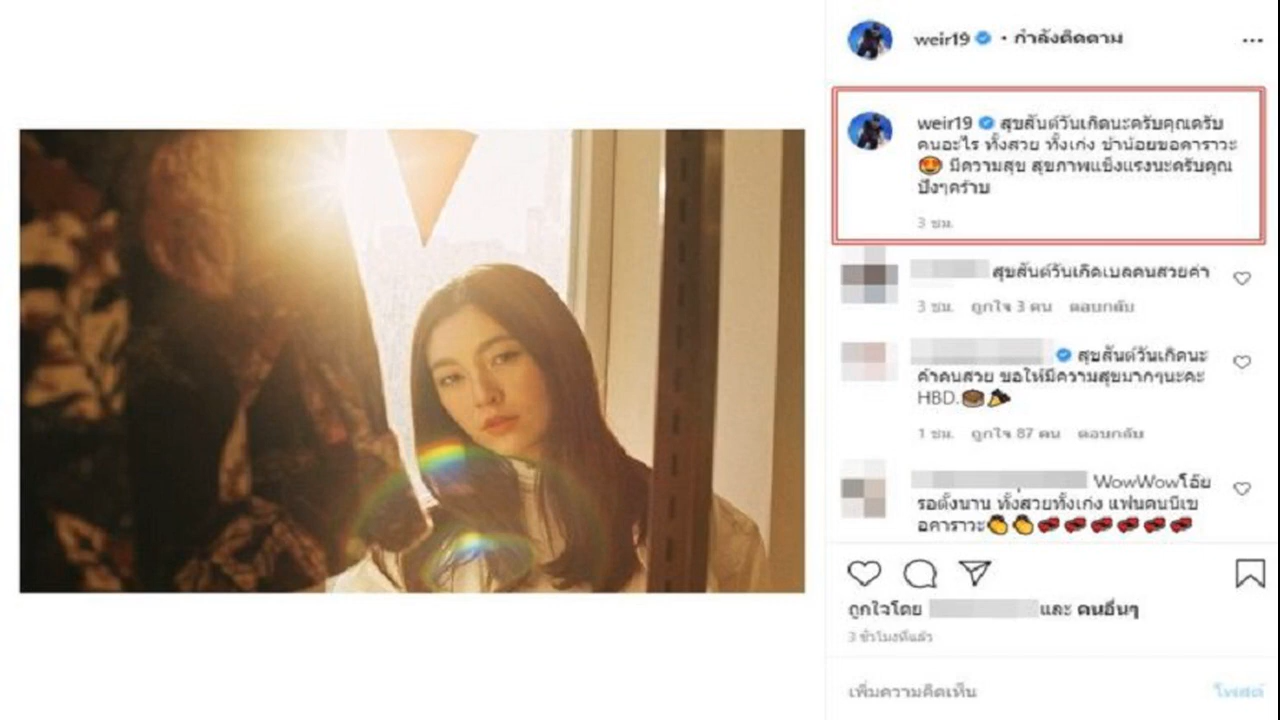 weir19 • กำลังติดตาม
weir19 สุขสันต์วันเกิดนะครับคุณครับ
คนอะไร ทั้งสวย ทั้งเก่ง ข้าน้อยขอคาราวะ
😍 มีความสุข สุขภาพแข็งแรงนะครับคุณ
ปังๆคร้าบ
3 ชม.
สุขสันต์วันเกิดเบลคนสวยค่า
3 ชม. ถูกใจ 3 คน ตอบกลับ
สุขสันต์วันเกิดนะ
ค้าคนสวย ขอให้มีความสุขมากๆนะคะ
HBD.
1 ชม. ถูกใจ 87 คน ตอบกลับ
WowWowโอ้ย
รอตั้งนาน ทั้งสวยทั้งเก่ง แฟนคนนี้เข
อคาราวะ👏👏
ถูกใจโดย และ คนอื่นๆ
3 ชั่วโมงที่แล้ว
เพิ่มความคิดเห็น
โพสต์